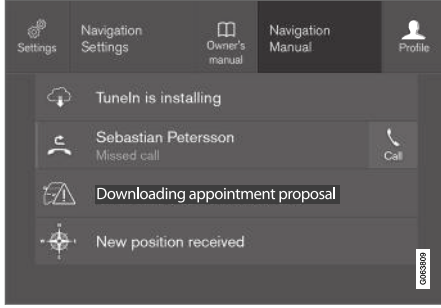 Settings
Navigation
Settings
Owner's
manual
Navigation
Manual
Profile
TuneIn is installing
Sebastian Petersson
Missed call
Call
Downloading appointment proposal
New position received
G063809